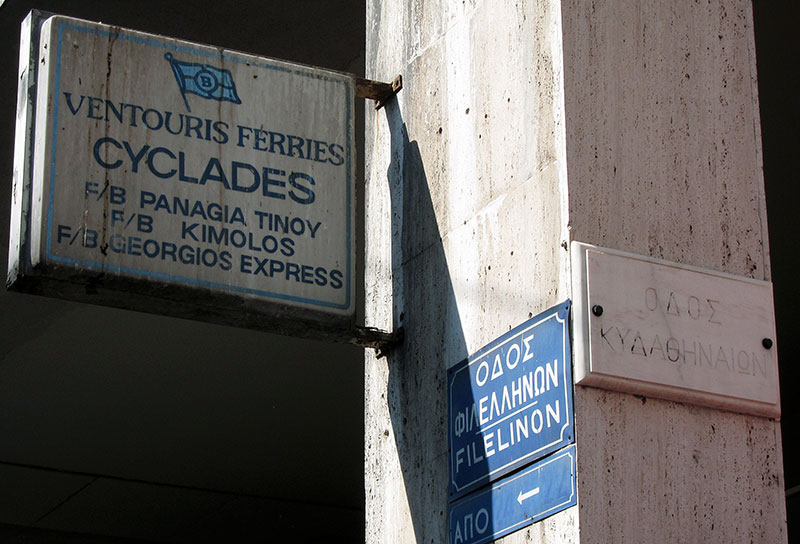 B
VENTOURIS FERRIES
CYCLADES
F/B PANAGIA TINOY
F/B KIMOLOS
F/B GEORGIOS EXPRESS
ΟΔΟΣ
ΦΙΛΕΛΛΗΝΩΝ
FILELINON
ΑΠΟ ←
ΟΔΟΣ
ΚΥΔΑΘΗΝΑΙΩΝ